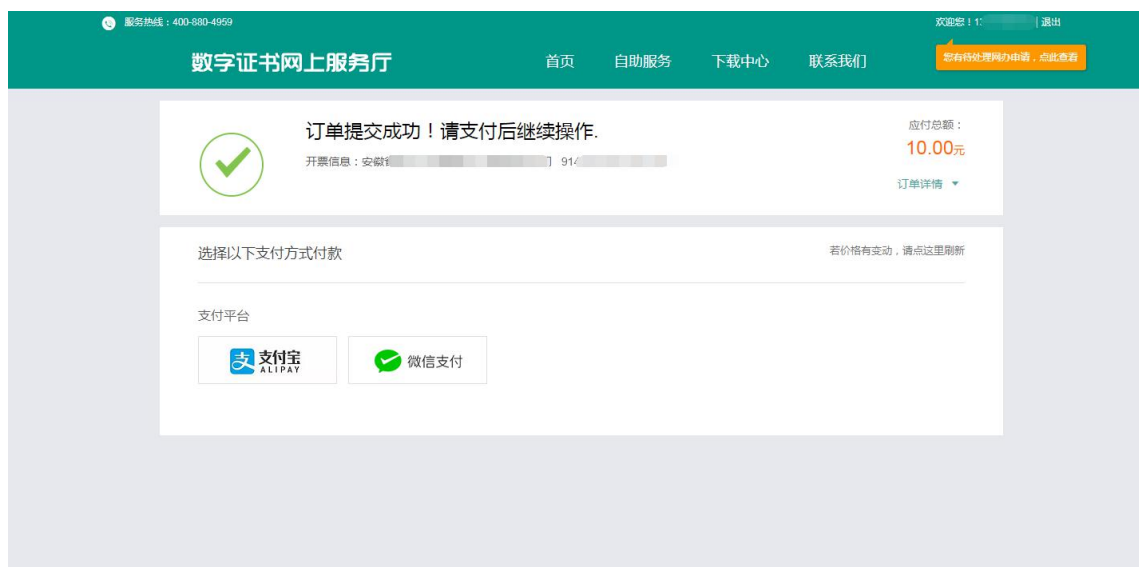 服务热线：400-880-4959
欢迎您！1 | 退出
数字证书网上服务厅
首页 自助服务 下载中心 联系我们
您有待处理网办申请，点此查看
订单提交成功！请支付后继续操作.
应付总额：
10.00元
开票信息：安徽 914
订单详情
选择以下支付方式付款
若价格有变动，请点这里刷新
支付平台
支付宝
ALIPAY
微信支付